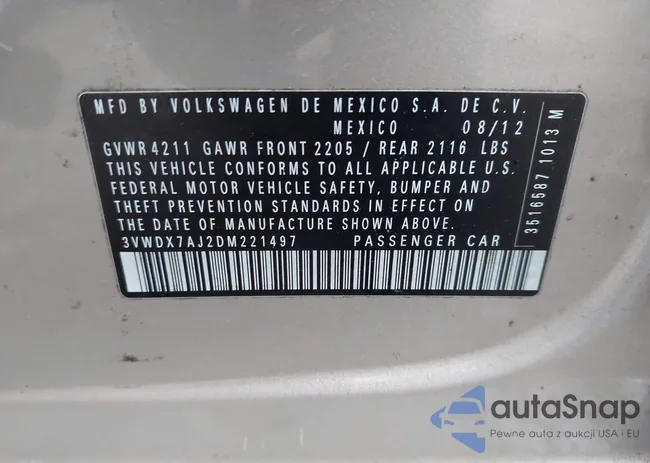 MFD BY VOLKSWAGEN DE MEXICO S.A. DE C.V.
MEXICO 08/12
GVWR 4211 GAWR FRONT 2205 / REAR 2116 LBS
THIS VEHICLE CONFORMS TO ALL APPLICABLE U.S.
FEDERAL MOTOR VEHICLE SAFETY, BUMPER AND
THEFT PREVENTION STANDARDS IN EFFECT ON
THE DATE OF MANUFACTURE SHOWN ABOVE.
3VWDX7AJ2DM221497 PASSENGER CAR
3516587 1013 M
autoSnap
Pewne auta z aukcji USA i EU